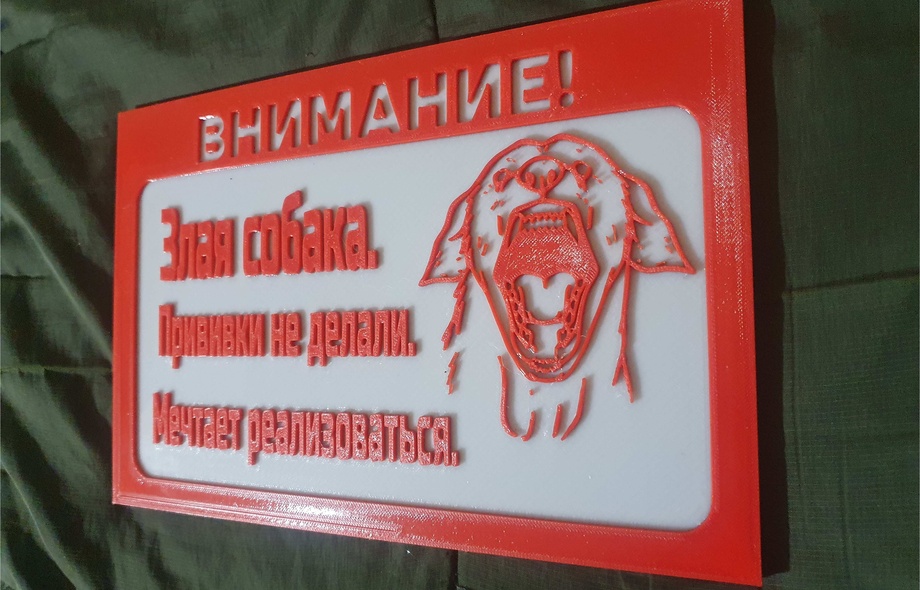 ВНИМАНИЕ!
Злая собака.
Прививки не делали.
Мечтает реализоваться.